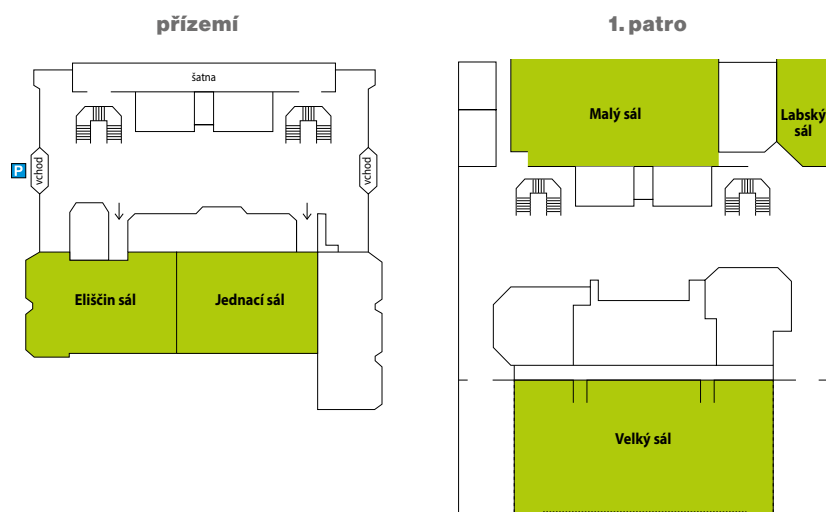 přízemí
šatna
vchod
P
vchod
Eliščin sál
Jednací sál
1. patro
Malý sál
Labský
sál
Velký sál